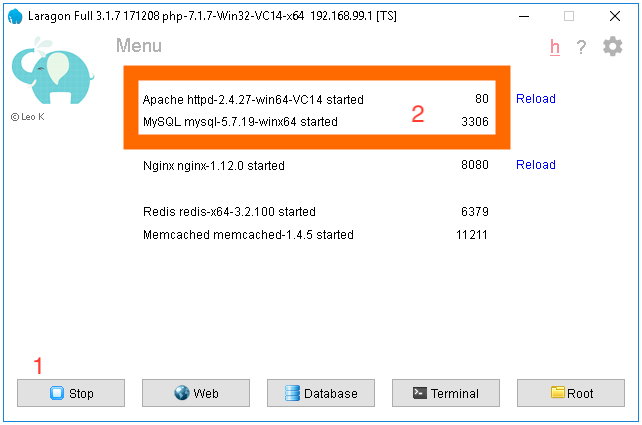 Laragon Full 3.1.7 171208 php-7.1.7-Win32-VC14-x64 192.168.99.1 [TS]
Menu
h ?
© Leo K
Apache httpd-2.4.27-win64-VC14 started 80 Reload
MySQL mysql-5.7.19-winx64 started 3306
2
Nginx nginx-1.12.0 started 8080 Reload
Redis redis-x64-3.2.100 started 6379
Memcached memcached-1.4.5 started 11211
1
Stop Web Database Terminal Root